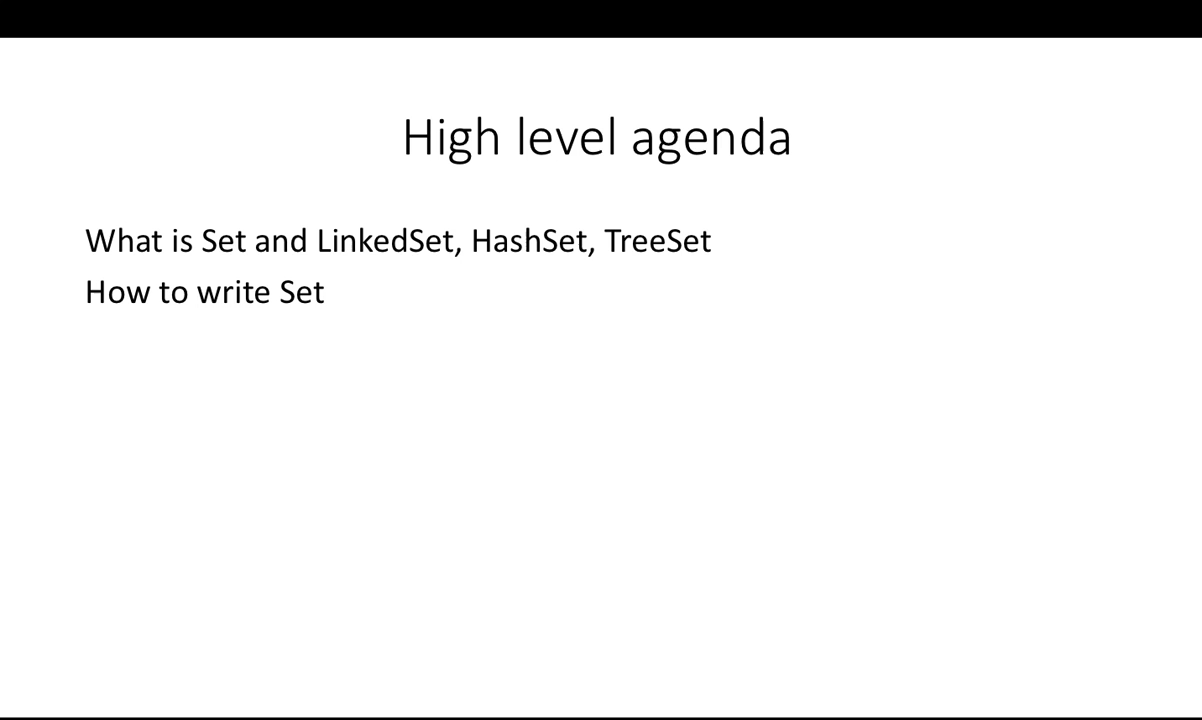 High level agenda
What is Set and LinkedSet, HashSet, TreeSet
How to write Set